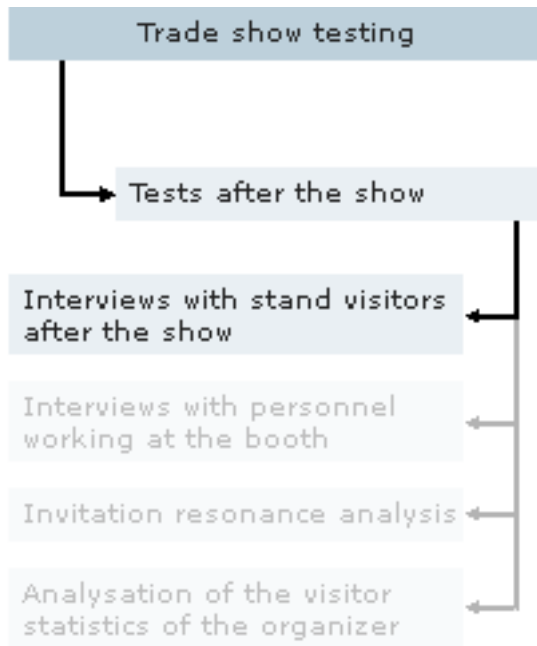 Trade show testing
Tests after the show
Interviews with stand visitors
after the show
Interviews with personnel
working at the booth
Invitation resonance analysis
Analysation of the visitor
statistics of the organizer